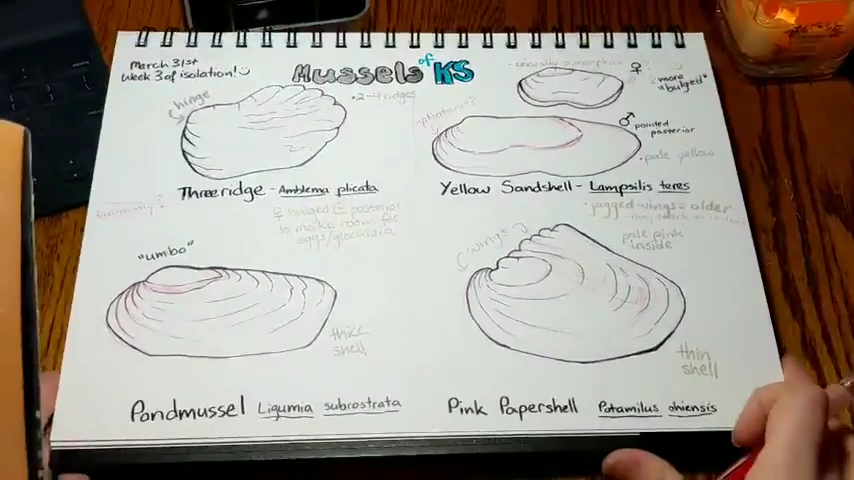 March 31st
Week 3 of isolation!
Mussels of KS
hinge
• 2-4 ridges
Threeridge - Amblema plicata
♀ bulged @ posterior
to make room for
eggs/glochidia
- sexually dimorphic
♀
more
"bulged"
♂ pointed
posterior
• pale yellow
Yellow Sandshell - Lampsilis teres
"umbo"
thick
shell
Pondmussel Ligumia subrostrata
• jagged wings = older
"wings"
pale pink
inside
thin
shell
Pink Papershell Potamilus ohiensis